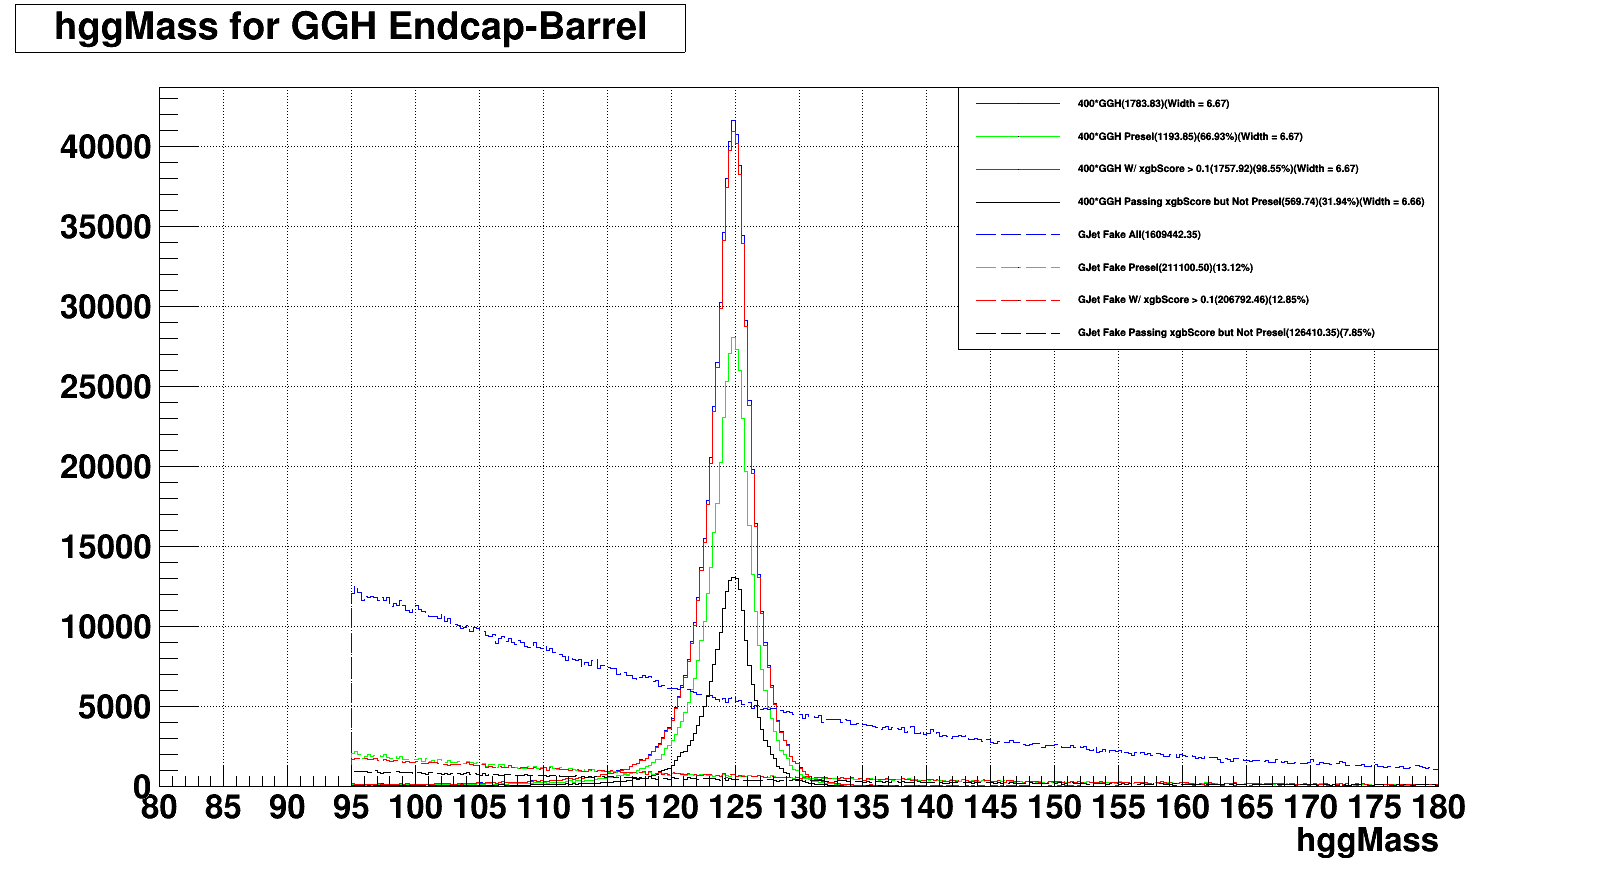 hggMass for GGH Endcap-Barrel
400*GGH(1783.83)(Width = 6.67)
400*GGH Presel(1193.85)(66.93%)(Width = 6.67)
400*GGH W/ xgbScore > 0.1(1757.92)(98.55%)(Width = 6.67)
400*GGH Passing xgbScore but Not Presel(569.74)(31.94%)(Width = 6.66)
GJet Fake All(1609442.35)
GJet Fake Presel(211100.50)(13.12%)
GJet Fake W/ xgbScore > 0.1(206792.46)(12.85%)
GJet Fake Passing xgbScore but Not Presel(126410.35)(7.85%)
40000
35000
30000
25000
20000
15000
10000
5000
0
80 85 90 95 100 105 110 115 120 125 130 135 140 145 150 155 160 165 170 175 180
hggMass